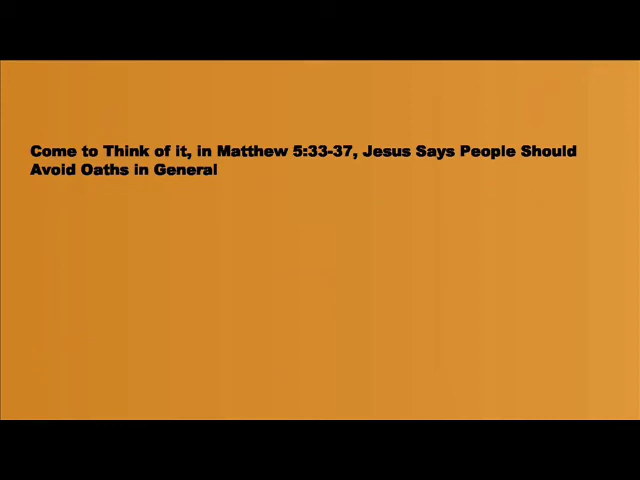 Come to Think of it, in Matthew 5:33-37, Jesus Says People Should
Avoid Oaths in General